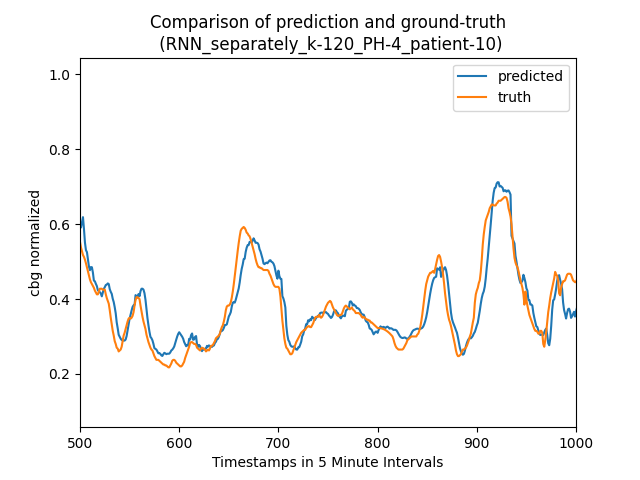 Comparison of prediction and ground-truth
(RNN_separately_k-120_PH-4_patient-10)
predicted
truth
cbg normalized
1.0
0.8
0.6
0.4
0.2
500 600 700 800 900 1000
Timestamps in 5 Minute Intervals